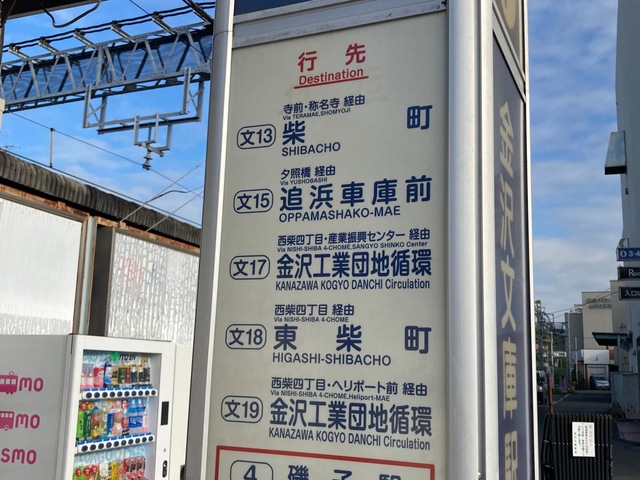 行先
Destination
寺前・称名寺 経由
Via TERAMAE,SHOMYOJI
文13 柴町
SHIBACHO
夕照橋 経由
Via YUSHOBASHI
文15 追浜車庫前
OPPAMASHAKO-MAE
西柴四丁目・産業振興センター 経由
Via NISHI-SHIBA 4-CHOME,SANGYO SHINKO Center
文17 金沢工業団地循環
KANAZAWA KOGYO DANCHI Circulation
西柴四丁目 経由
Via NISHI-SHIBA 4-CHOME
文18 東柴町
HIGASHI-SHIBACHO
西柴四丁目・ヘリポート前 経由
Via NISHI-SHIBA 4-CHOME,Heliport-MAE
文19 金沢工業団地循環
KANAZAWA KOGYO DANCHI Circulation
4 磯子駅
金沢文庫駅
入口